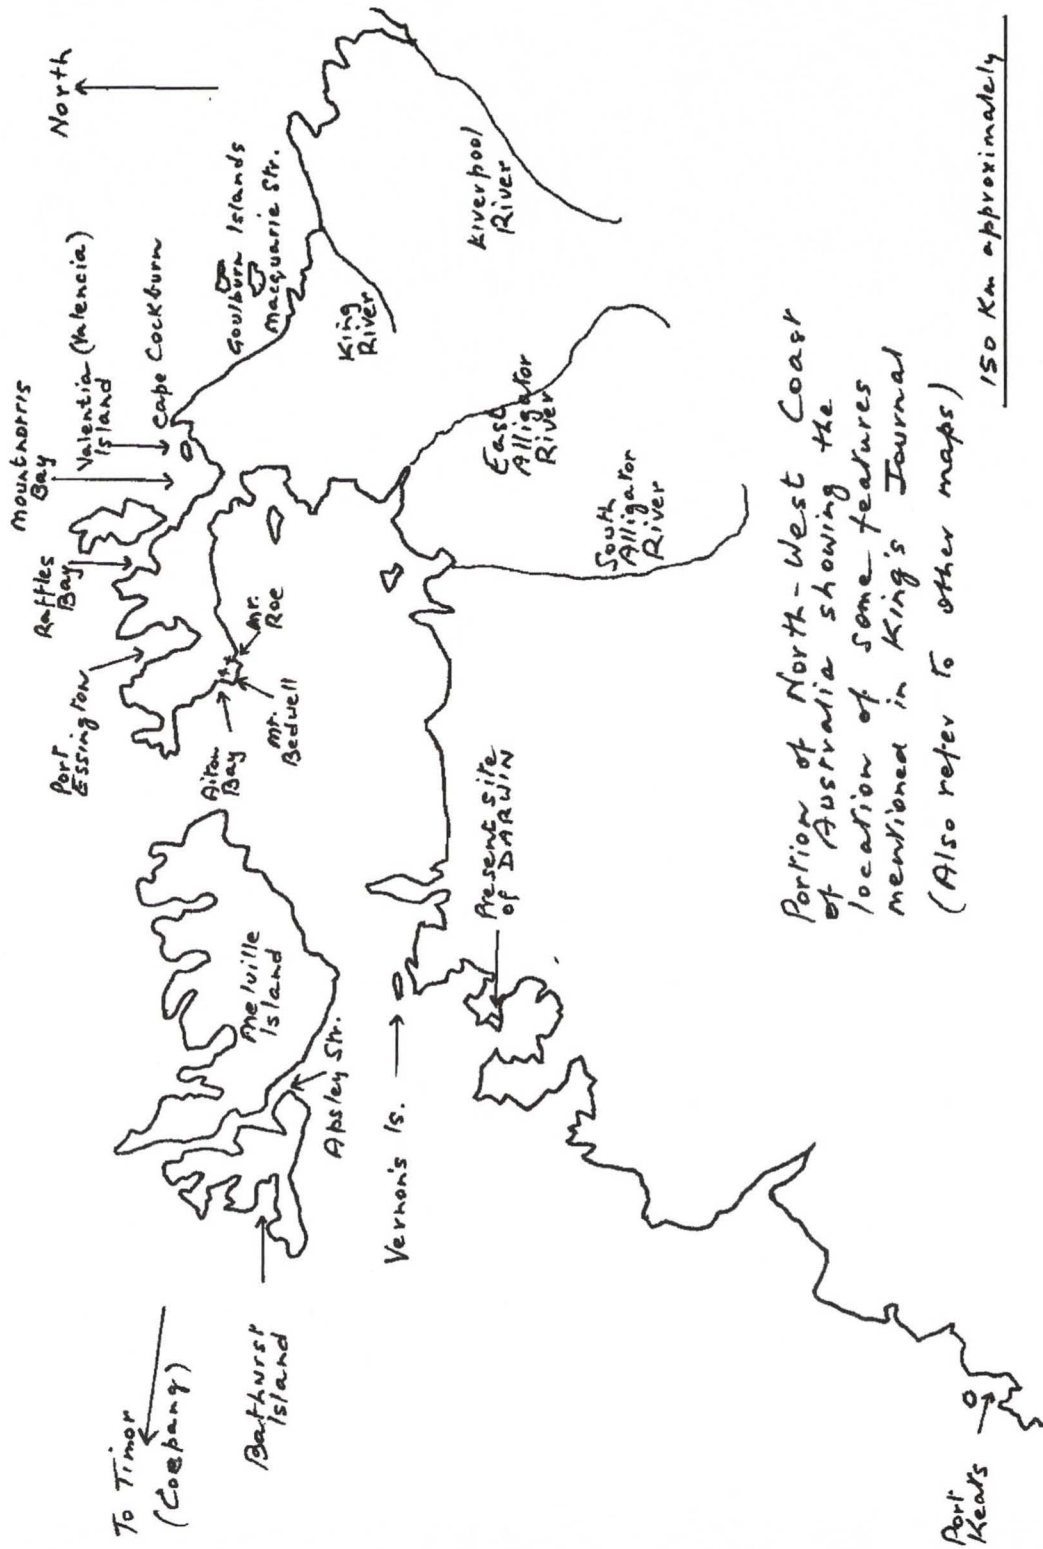 To Timor
(Coepang)
Bathurst
Island
Apsley Str.
Melville
Island
Vernon's Is.
Port
Essington
Raffles
Bay
Mountnorris
Bay
Valentia (Valencia)
Island
Cape Cockburn
North
Goulburn Islands
Macquarie Str.
King
River
Kiverpool
River
Aiton
Bay
Mt.
Bedwell
Mt.
Roe
East
Alligator
River
South
Alligator
River
Present site
of DARWIN
Port
Kears
Portion of North-West Coast
of Australia showing the
location of some features
mentioned in King's Journal
(Also refer to other maps)
150 Km approximately